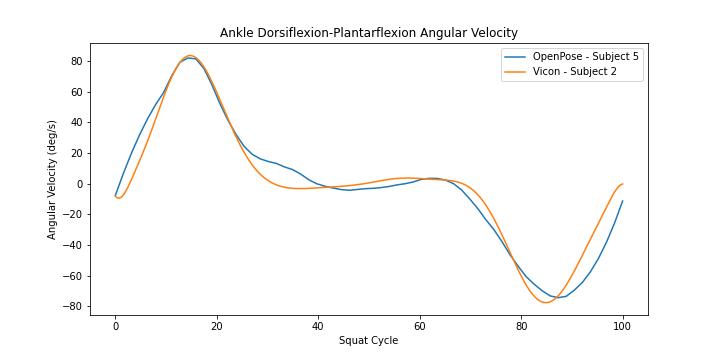 Ankle Dorsiflexion-Plantarflexion Angular Velocity
OpenPose - Subject 5
Vicon - Subject 2
Angular Velocity (deg/s)
80
60
40
20
0
−20
−40
−60
−80
0 20 40 60 80 100
Squat Cycle